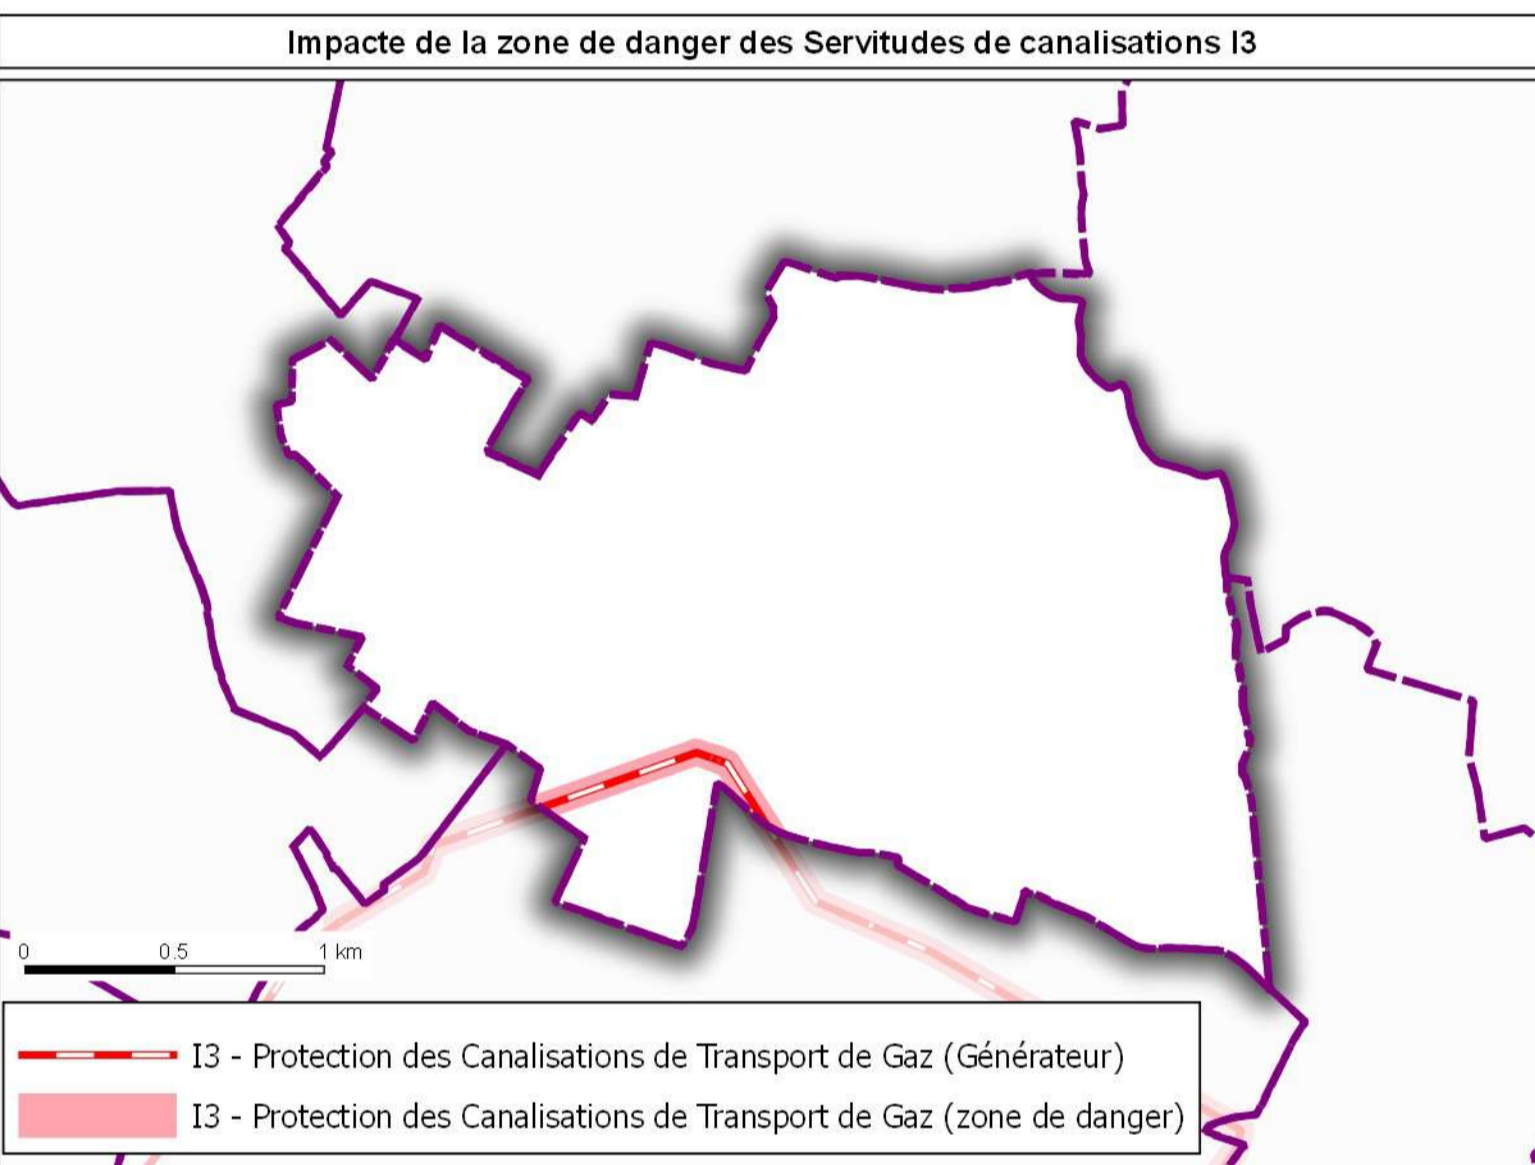 Impacte de la zone de danger des Servitudes de canalisations I3
0 0.5 1 km
I3 - Protection des Canalisations de Transport de Gaz (Générateur)
I3 - Protection des Canalisations de Transport de Gaz (zone de danger)